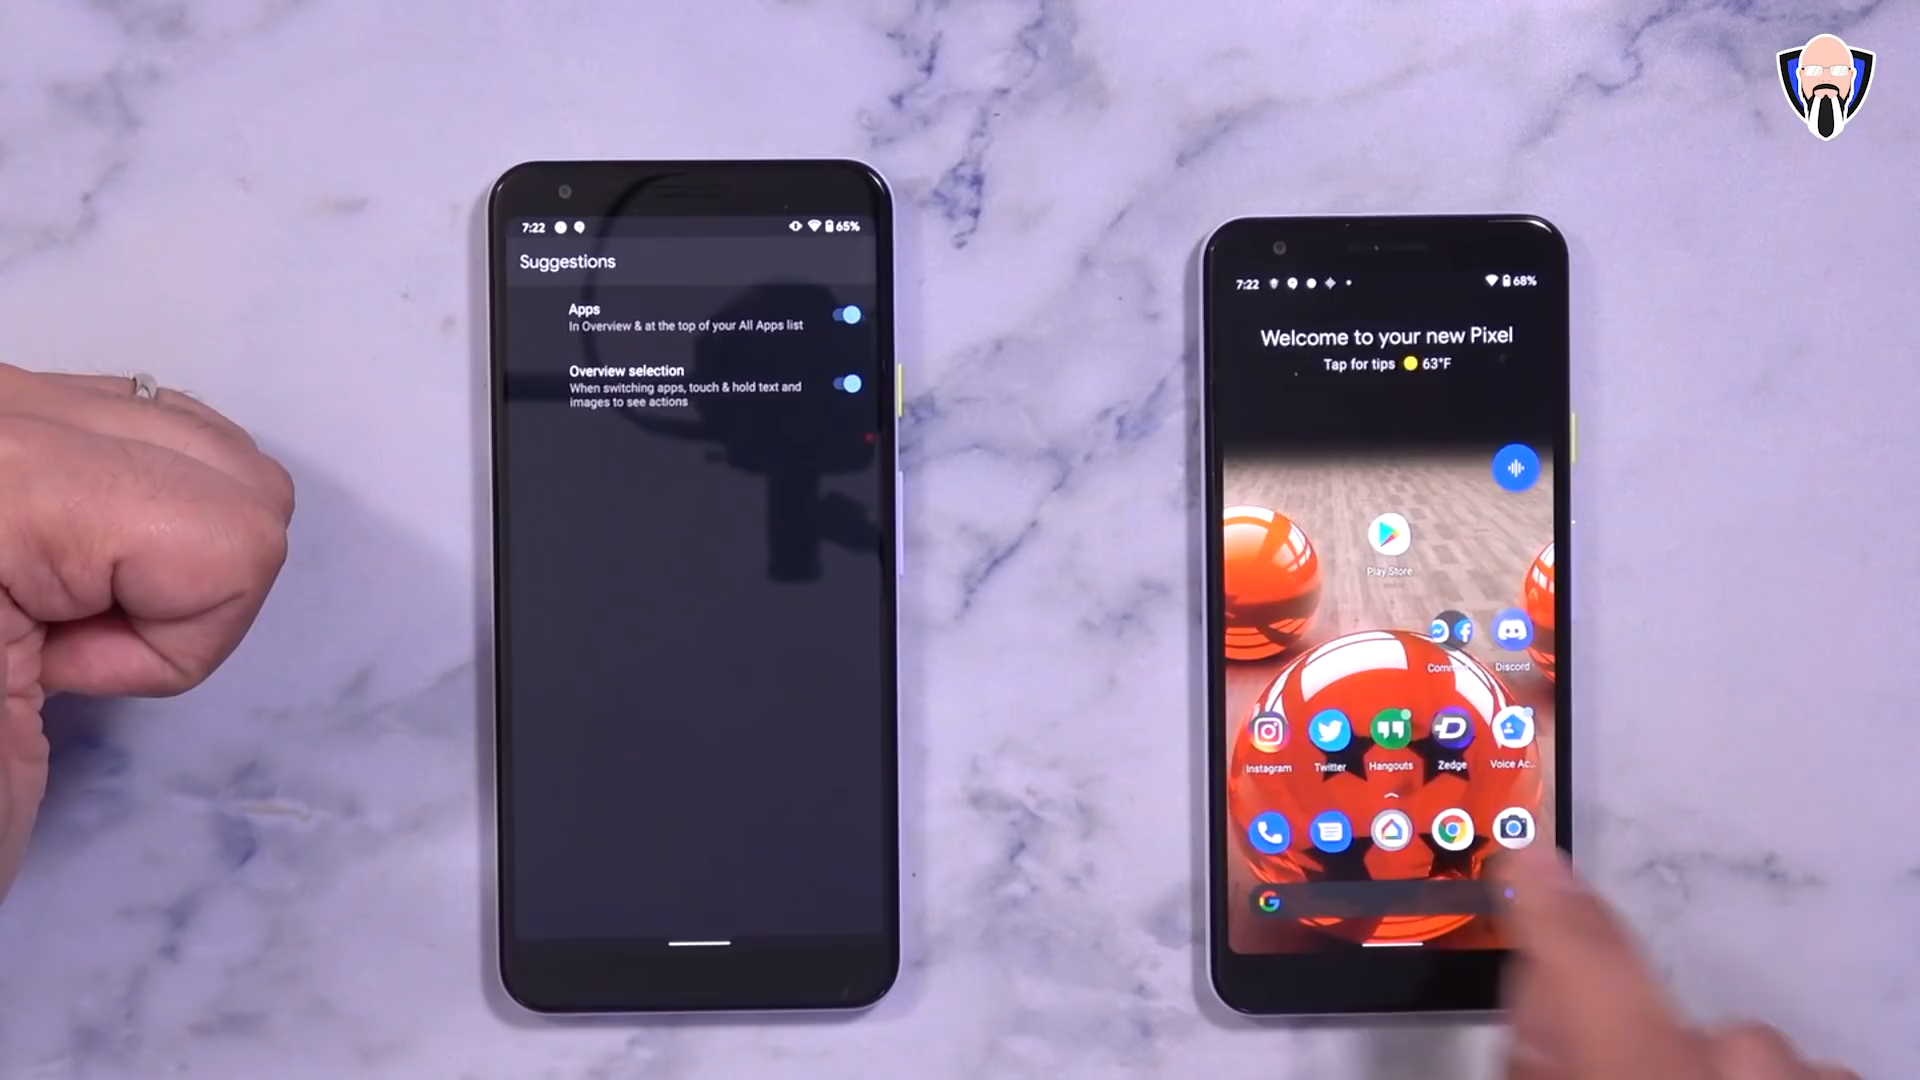 7:22
65%
Suggestions
Apps
In Overview & at the top of your All Apps list
Overview selection
When switching apps, touch & hold text and
images to see actions
7:22
68%
Welcome to your new Pixel
Tap for tips 63°F
Play Store
Discord
Instagram
Twitter
Hangouts
Zedge
Voice Ac..